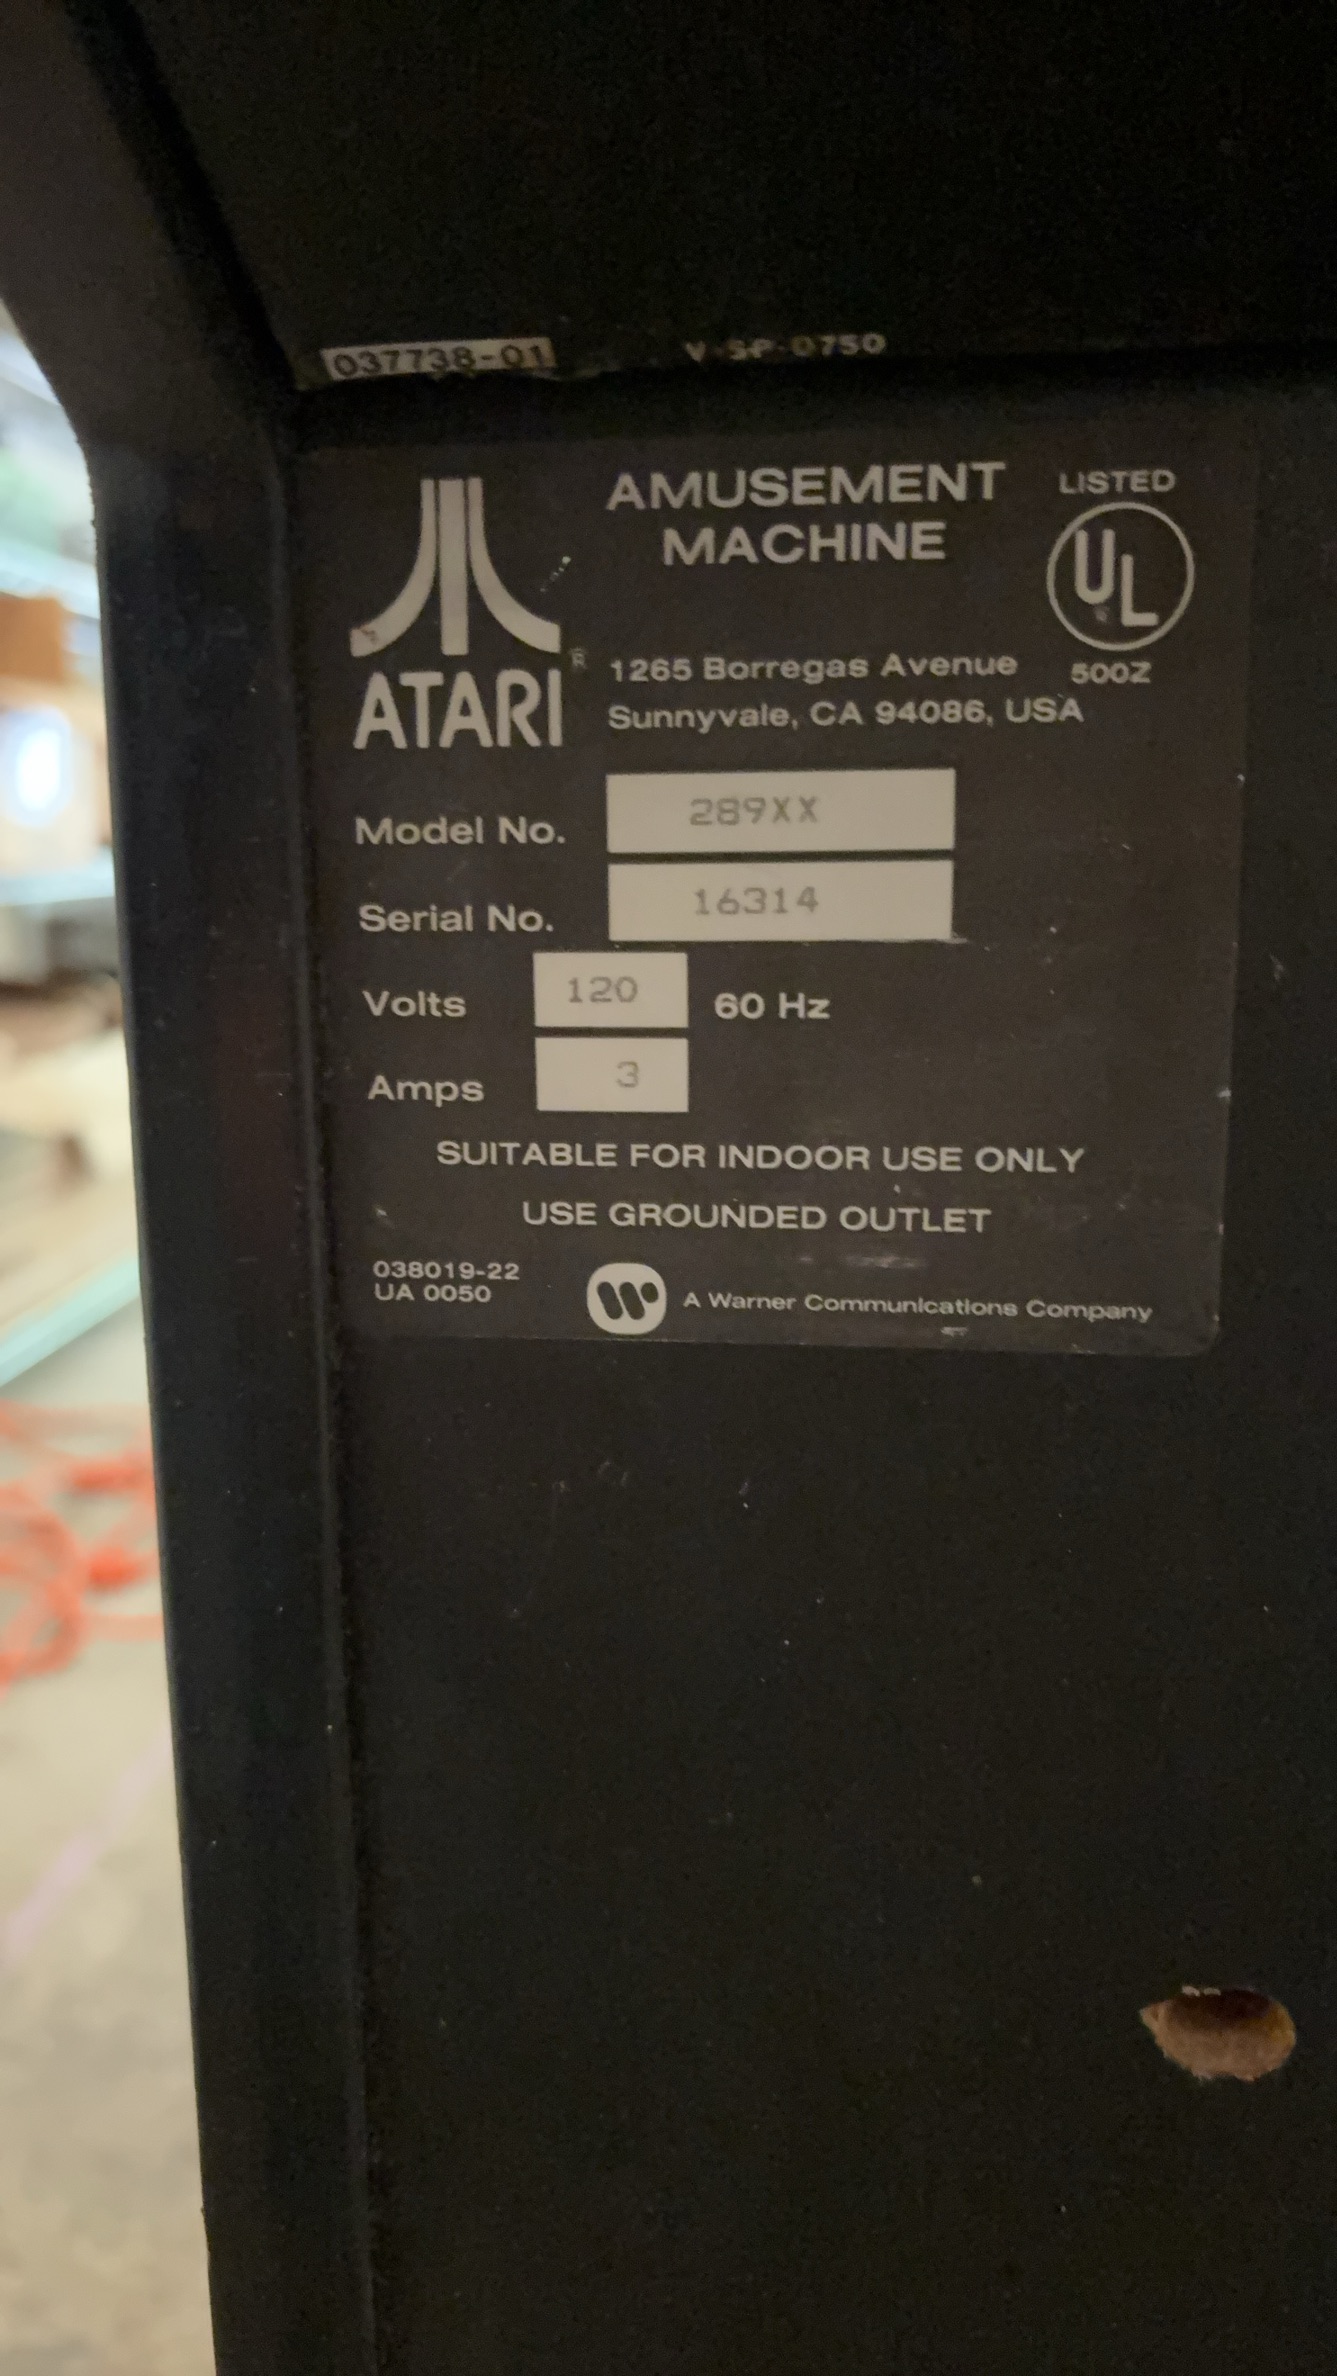 037738-01 V-SP-0750
AMUSEMENT
MACHINE
LISTED
UL
500Z
ATARI®
1265 Borregas Avenue
Sunnyvale, CA 94086, USA
Model No. 289XX
Serial No. 16314
Volts 120 60 Hz
Amps 3
SUITABLE FOR INDOOR USE ONLY
USE GROUNDED OUTLET
038019-22
UA 0050
A Warner Communications Company